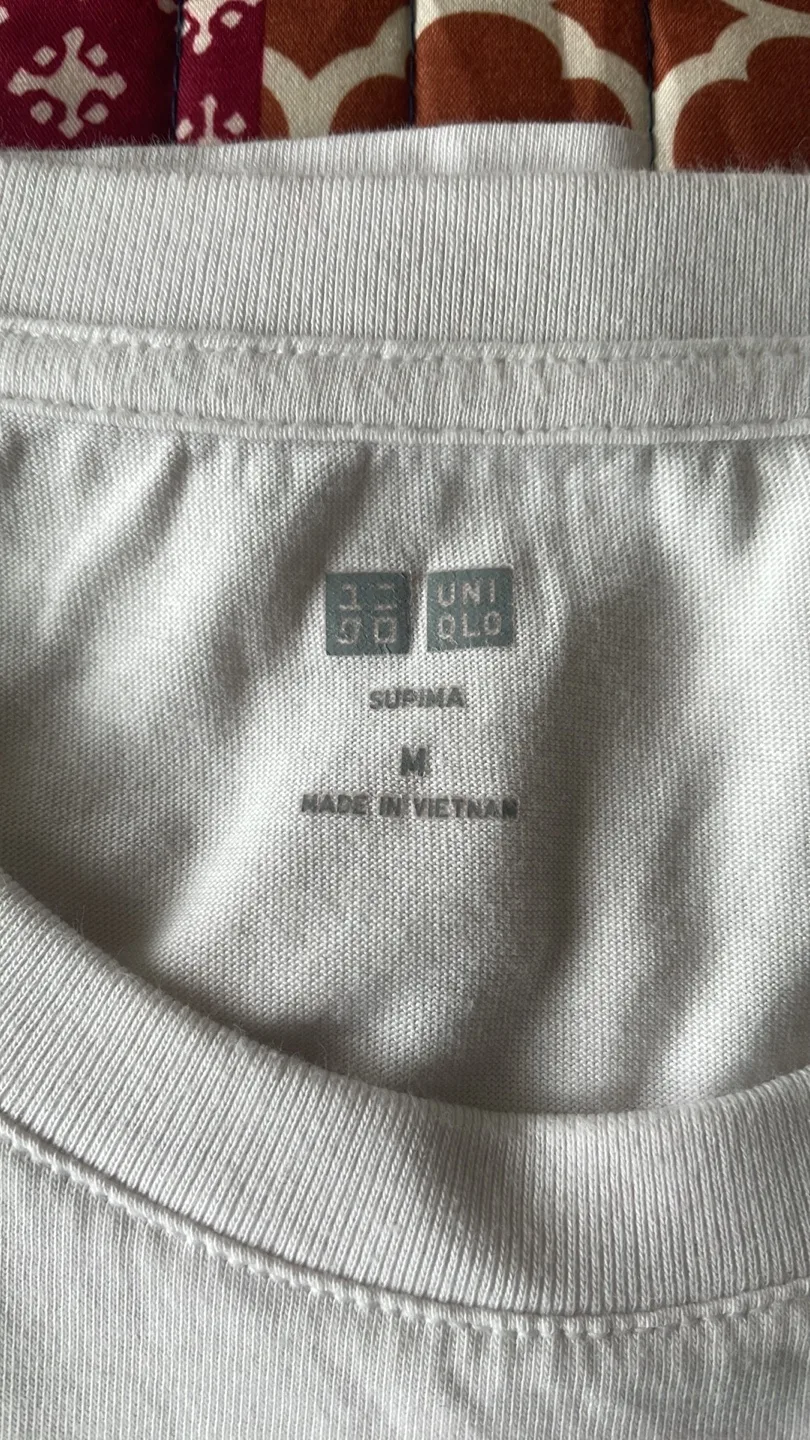 ユニ UNI
クロ QLO
SUPIMA
M
MADE IN VIETNAM